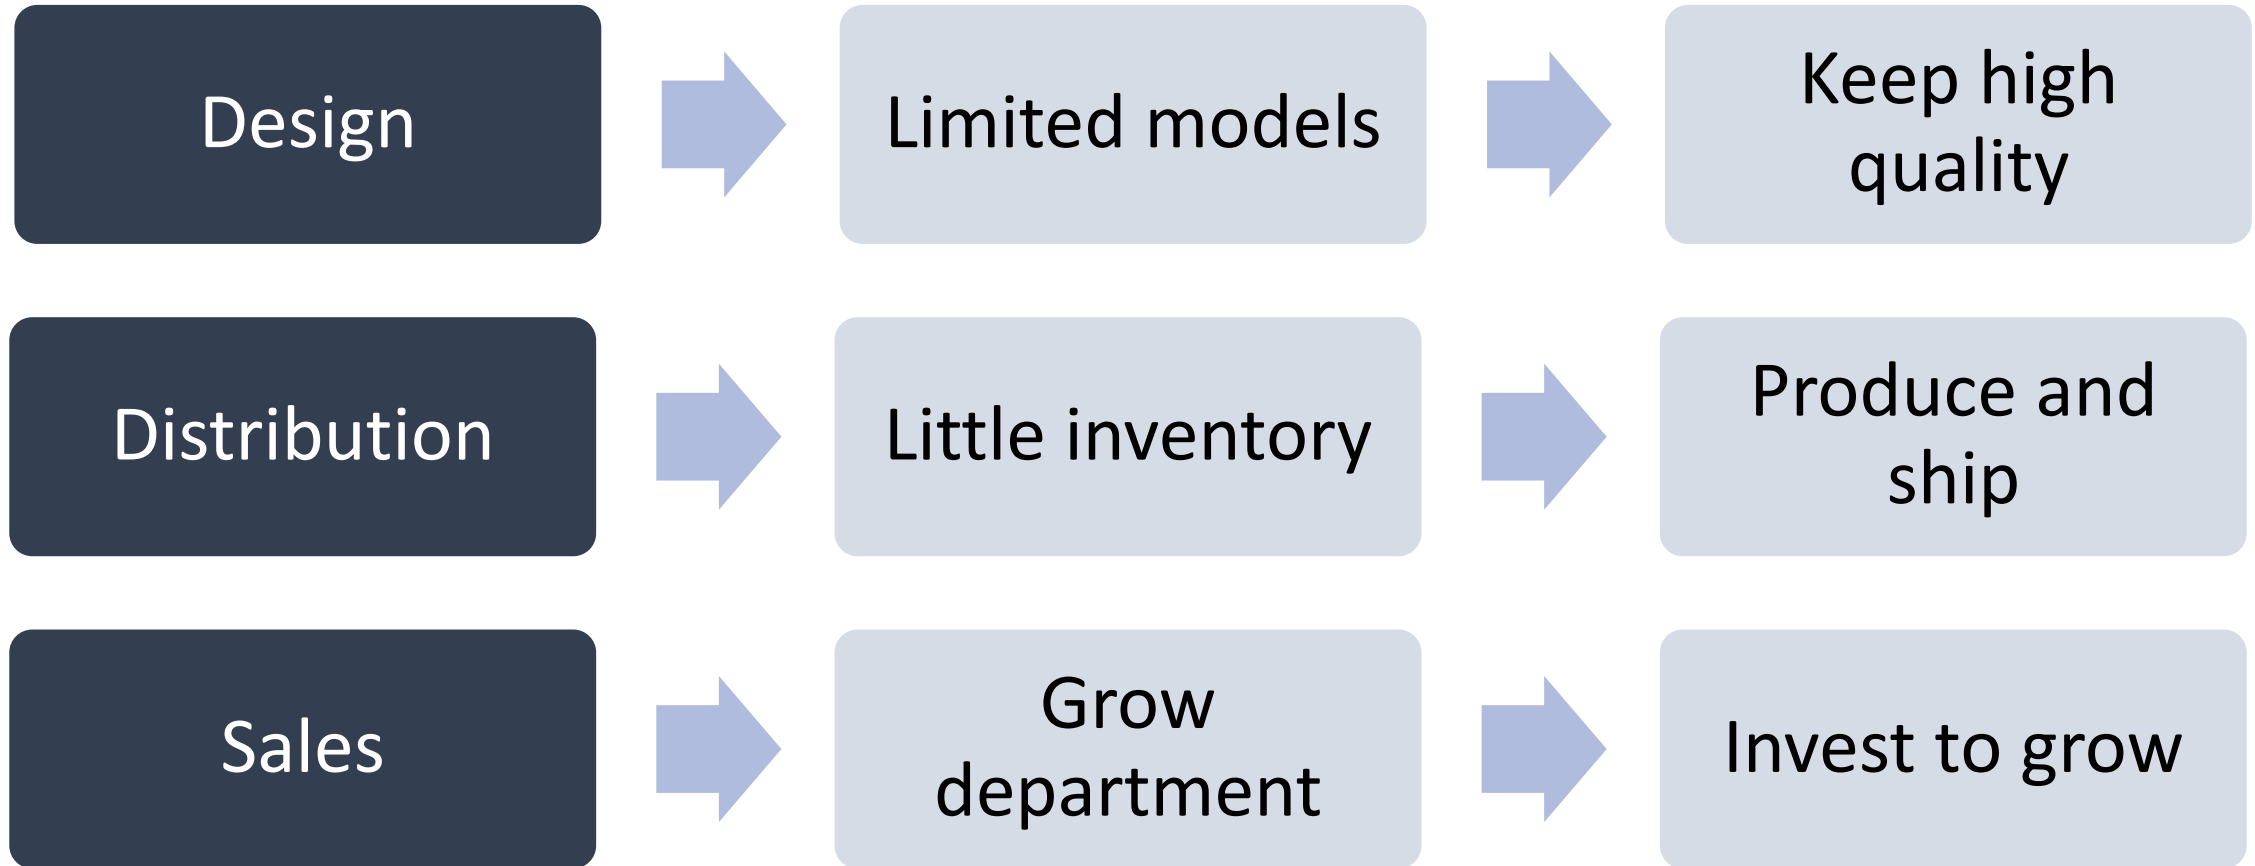 Design
Limited models
Keep high
quality
Distribution
Little inventory
Produce and
ship
Sales
Grow
department
Invest to grow